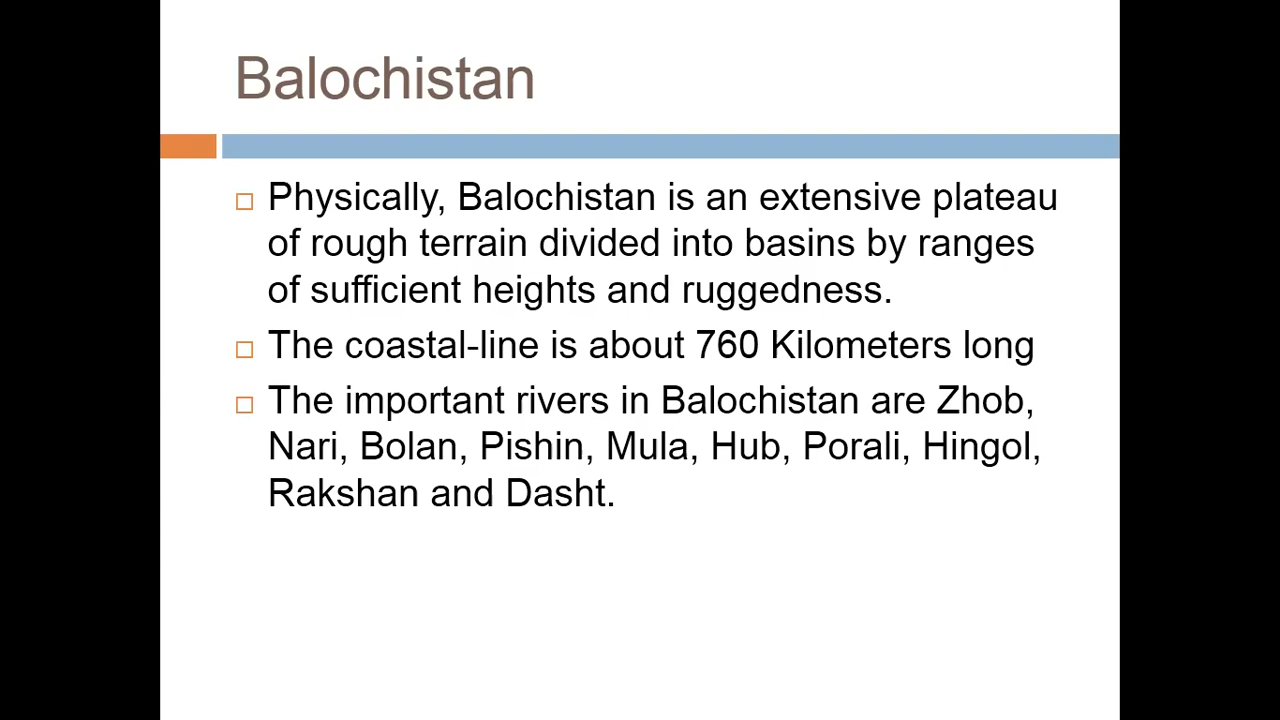 Balochistan
Physically, Balochistan is an extensive plateau
of rough terrain divided into basins by ranges
of sufficient heights and ruggedness.
The coastal-line is about 760 Kilometers long
The important rivers in Balochistan are Zhob,
Nari, Bolan, Pishin, Mula, Hub, Porali, Hingol,
Rakshan and Dasht.